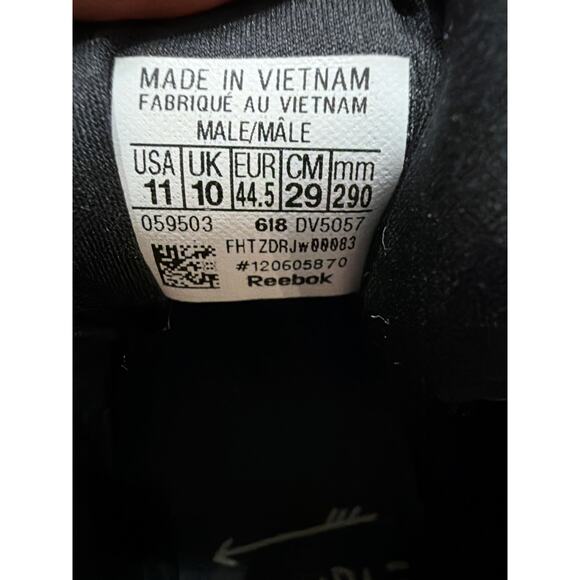 MADE IN VIETNAM
FABRIQUÉ AU VIETNAM
MALE/MÂLE
USA UK EUR CM mm
11 10 44.5 29 290
059503 618 DV5057
FHTZDRJw00083
#120605870
Reebok